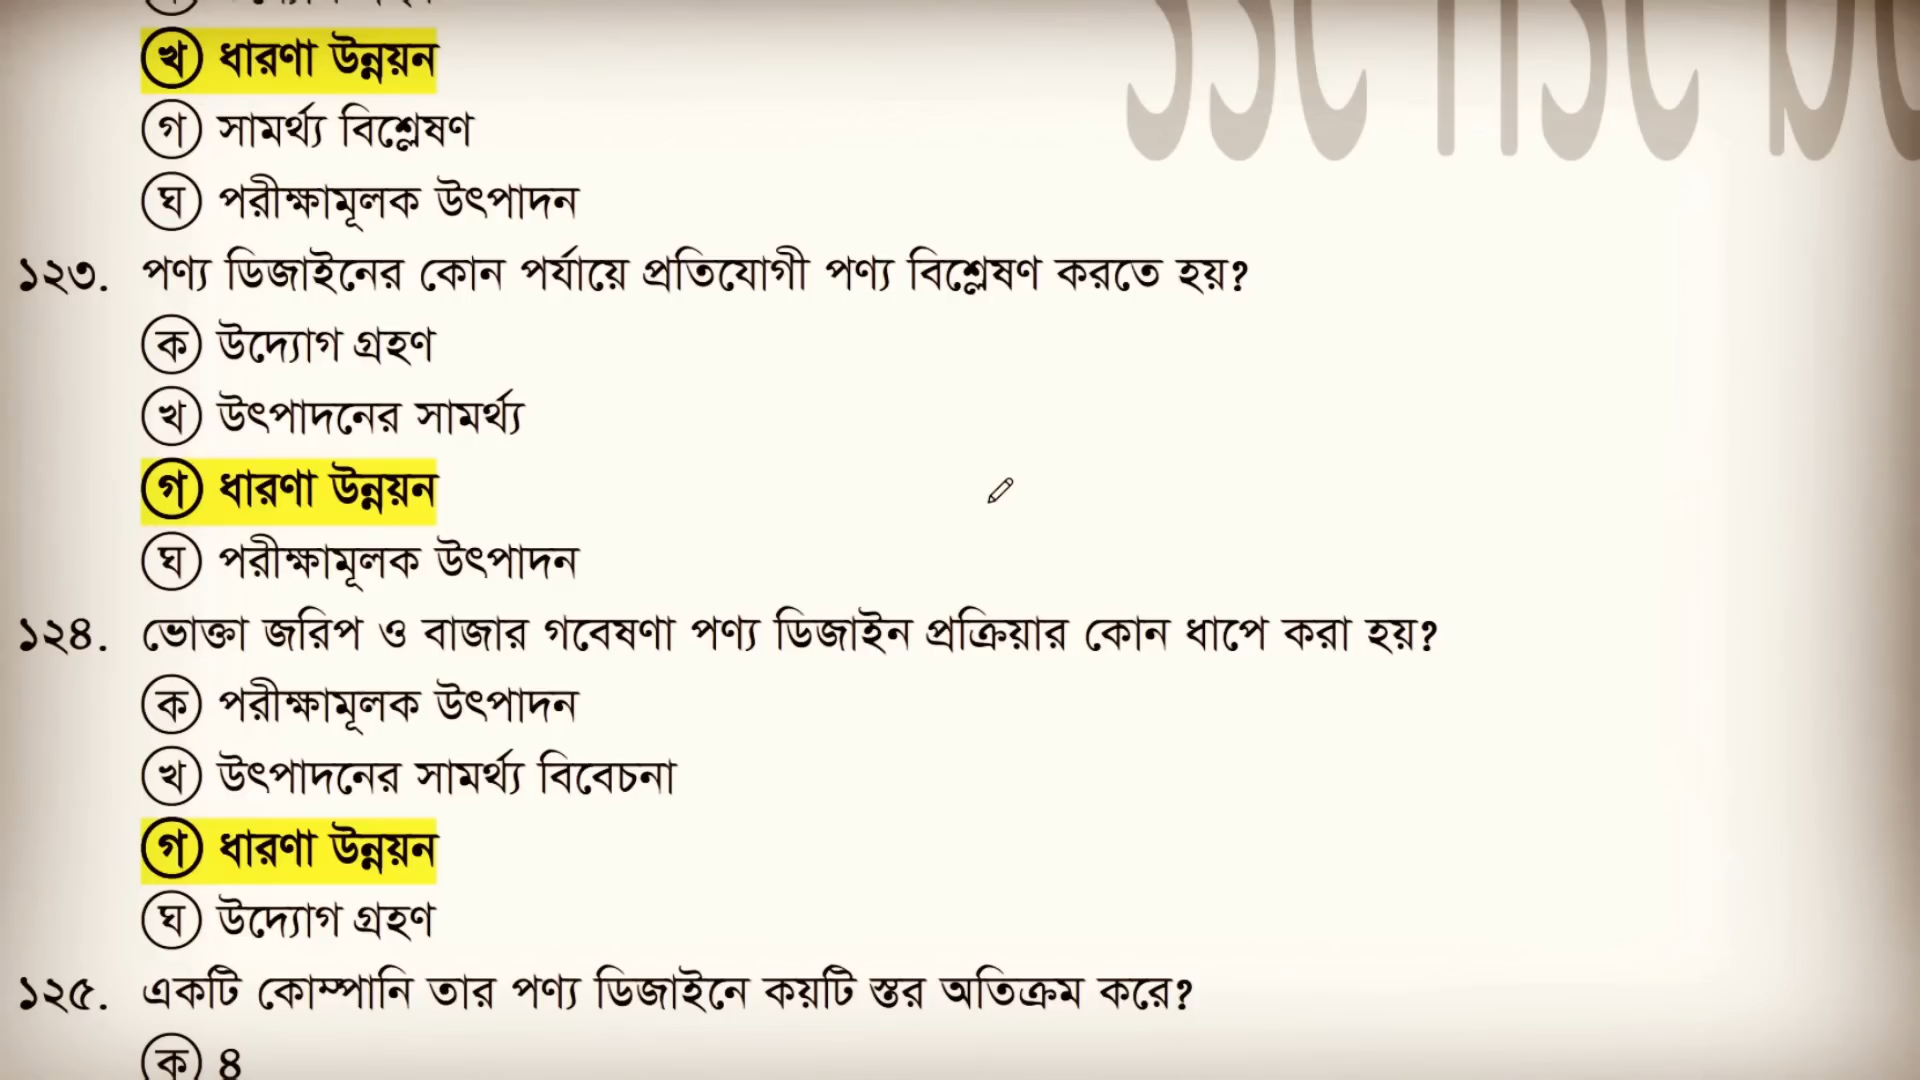 SSC HSC
খ ধারণা উন্নয়ন
গ সামর্থ্য বিশ্লেষণ
ঘ পরীক্ষামূলক উৎপাদন
১২৩. পণ্য ডিজাইনের কোন পর্যায়ে প্রতিযোগী পণ্য বিশ্লেষণ করতে হয়?
ক উদ্যোগ গ্রহণ
খ উৎপাদনের সামর্থ্য
গ ধারণা উন্নয়ন
ঘ পরীক্ষামূলক উৎপাদন
১২৪. ভোক্তা জরিপ ও বাজার গবেষণা পণ্য ডিজাইন প্রক্রিয়ার কোন ধাপে করা হয়?
ক পরীক্ষামূলক উৎপাদন
খ উৎপাদনের সামর্থ্য বিবেচনা
গ ধারণা উন্নয়ন
ঘ উদ্যোগ গ্রহণ
১২৫. একটি কোম্পানি তার পণ্য ডিজাইনে কয়টি স্তর অতিক্রম করে?
ক ৪